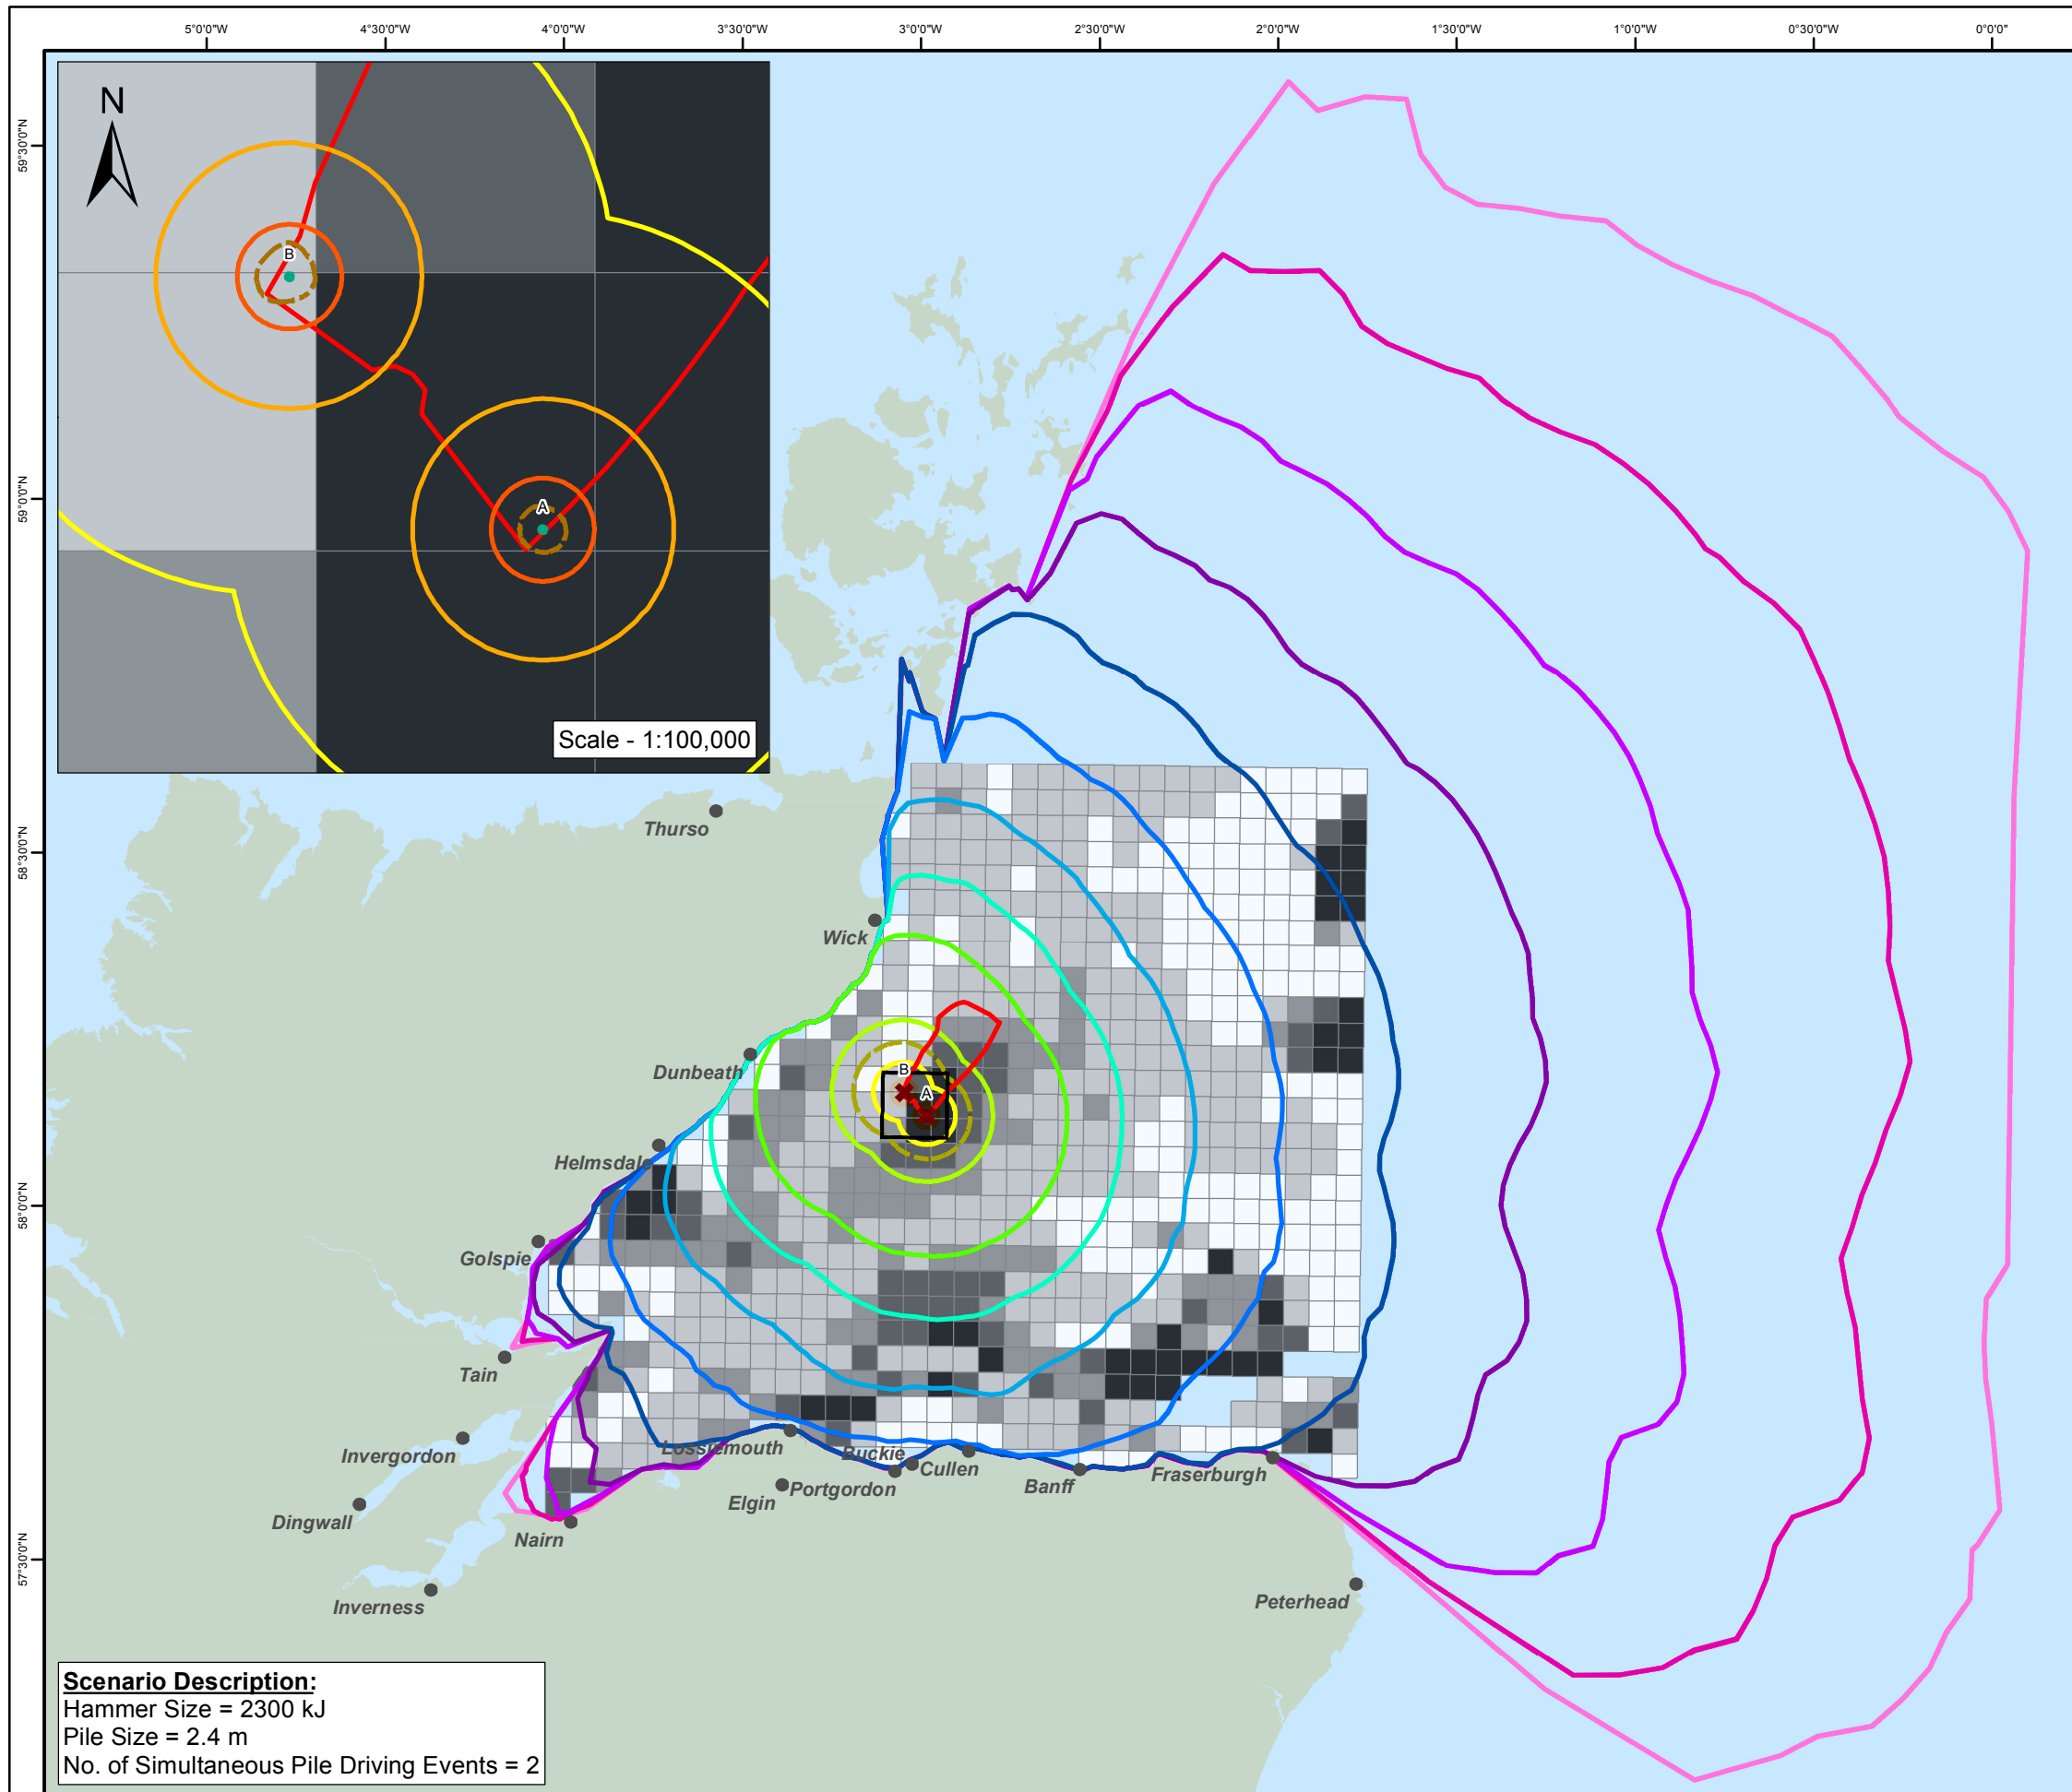 5°0'0"W
4°30'0"W
4°0'0"W
3°30'0"W
3°0'0"W
2°30'0"W
2°0'0"W
1°30'0"W
1°0'0"W
0°30'0"W
0°0'0"
59°30'0"N
59°0'0"N
58°30'0"N
58°0'0"N
57°30'0"N
N
B
A
Scale - 1:100,000
Thurso
Wick
Dunbeath
B
A
Helmsdale
Golspie
Tain
Invergordon
Lossiemouth
Buckie
Cullen
Elgin
Portgordon
Banff
Fraserburgh
Dingwall
Nairn
Inverness
Peterhead
Scenario Description:
Hammer Size = 2300 kJ
Pile Size = 2.4 m
No. of Simultaneous Pile Driving Events = 2